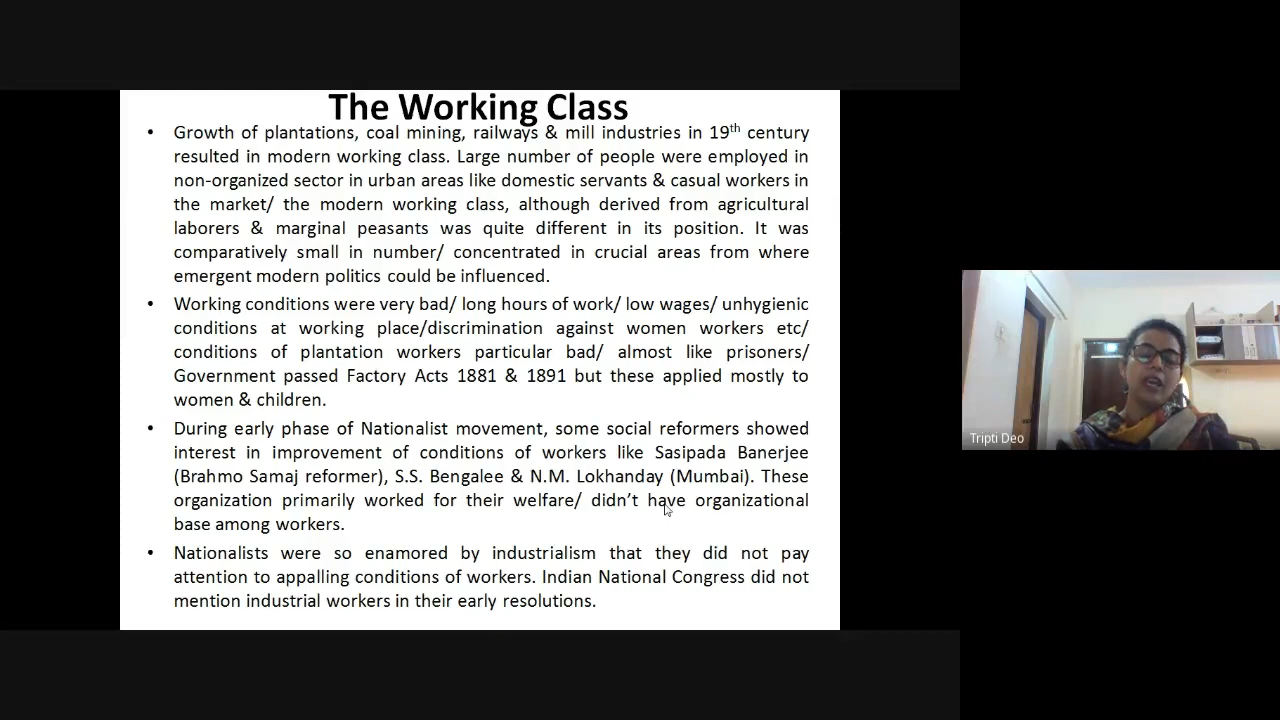 The Working Class
• Growth of plantations, coal mining, railways & mill industries in 19th century
resulted in modern working class. Large number of people were employed in
non-organized sector in urban areas like domestic servants & casual workers in
the market/ the modern working class, although derived from agricultural
laborers & marginal peasants was quite different in its position. It was
comparatively small in number/ concentrated in crucial areas from where
emergent modern politics could be influenced.
• Working conditions were very bad/ long hours of work/ low wages/ unhygienic
conditions at working place/discrimination against women workers etc/
conditions of plantation workers particular bad/ almost like prisoners/
Government passed Factory Acts 1881 & 1891 but these applied mostly to
women & children.
• During early phase of Nationalist movement, some social reformers showed
interest in improvement of conditions of workers like Sasipada Banerjee
(Brahmo Samaj reformer), S.S. Bengalee & N.M. Lokhanday (Mumbai). These
organization primarily worked for their welfare/ didn’t have organizational
base among workers.
• Nationalists were so enamored by industrialism that they did not pay
attention to appalling conditions of workers. Indian National Congress did not
mention industrial workers in their early resolutions.
Tripti Deo